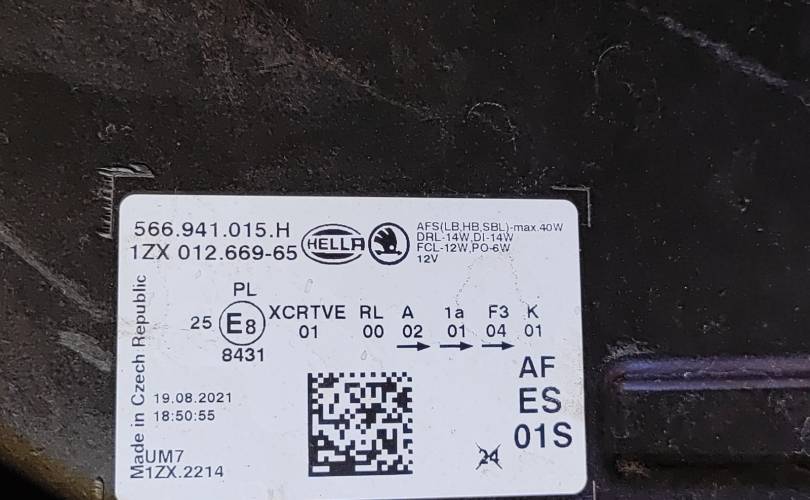 566.941.015.H
1ZX 012.669-65
HELLA
AFS(LB,HB,SBL)-max.40W
DRL-14W,DI-14W
FCL-12W,PO-6W
12V
PL
25 E8 XCRTVE RL A 1a F3 K
01 00 02 01 04 01
8431
AF
ES
01S
19.08.2021
18:50:55
UM7
1ZX.2214
24
Made in Czech Republic